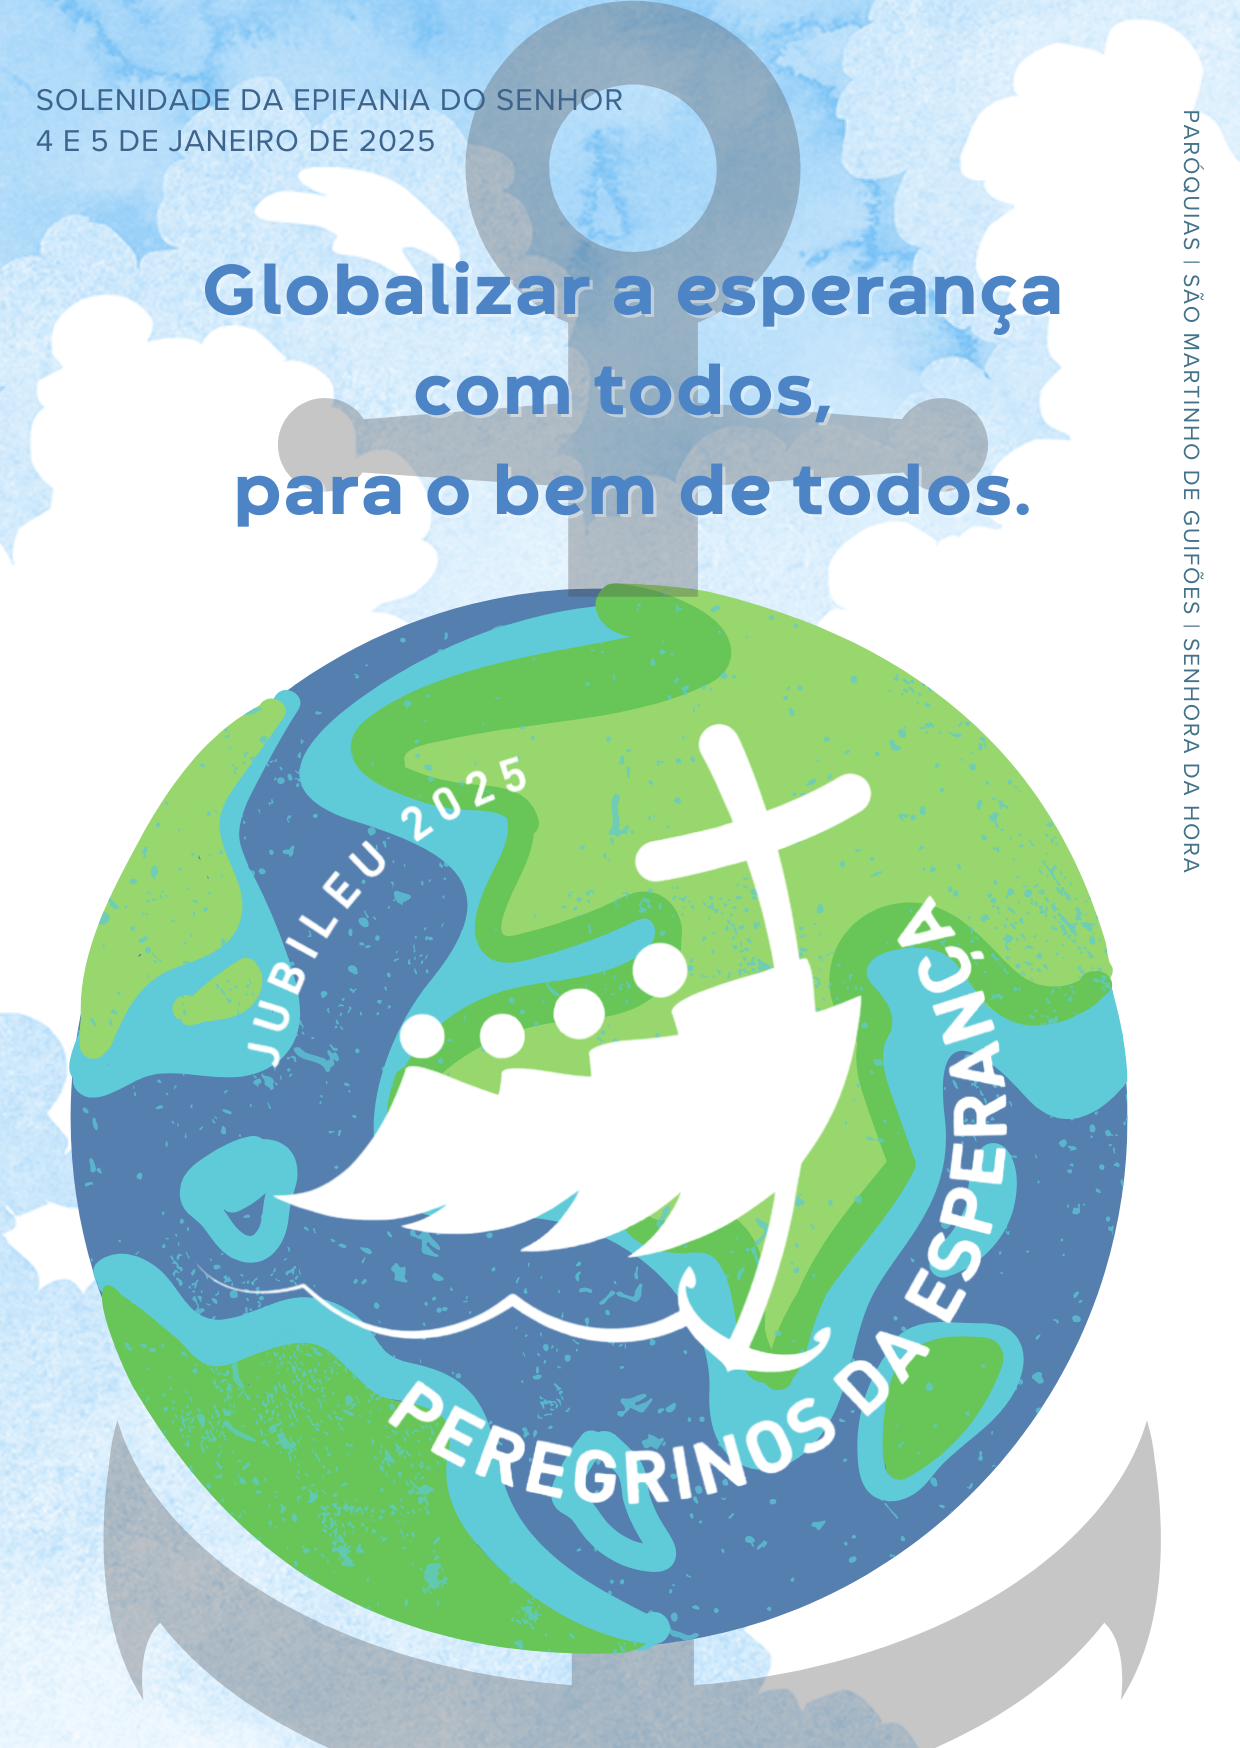 SOLENIDADE DA EPIFANIA DO SENHOR
4 E 5 DE JANEIRO DE 2025
Globalizar a esperança
com todos,
para o bem de todos.
PARÓQUIAS | SÃO MARTINHO DE GUIFÕES | SENHORA DA HORA
JUBILEU 2025
PEREGRINOS DA ESPERANÇA